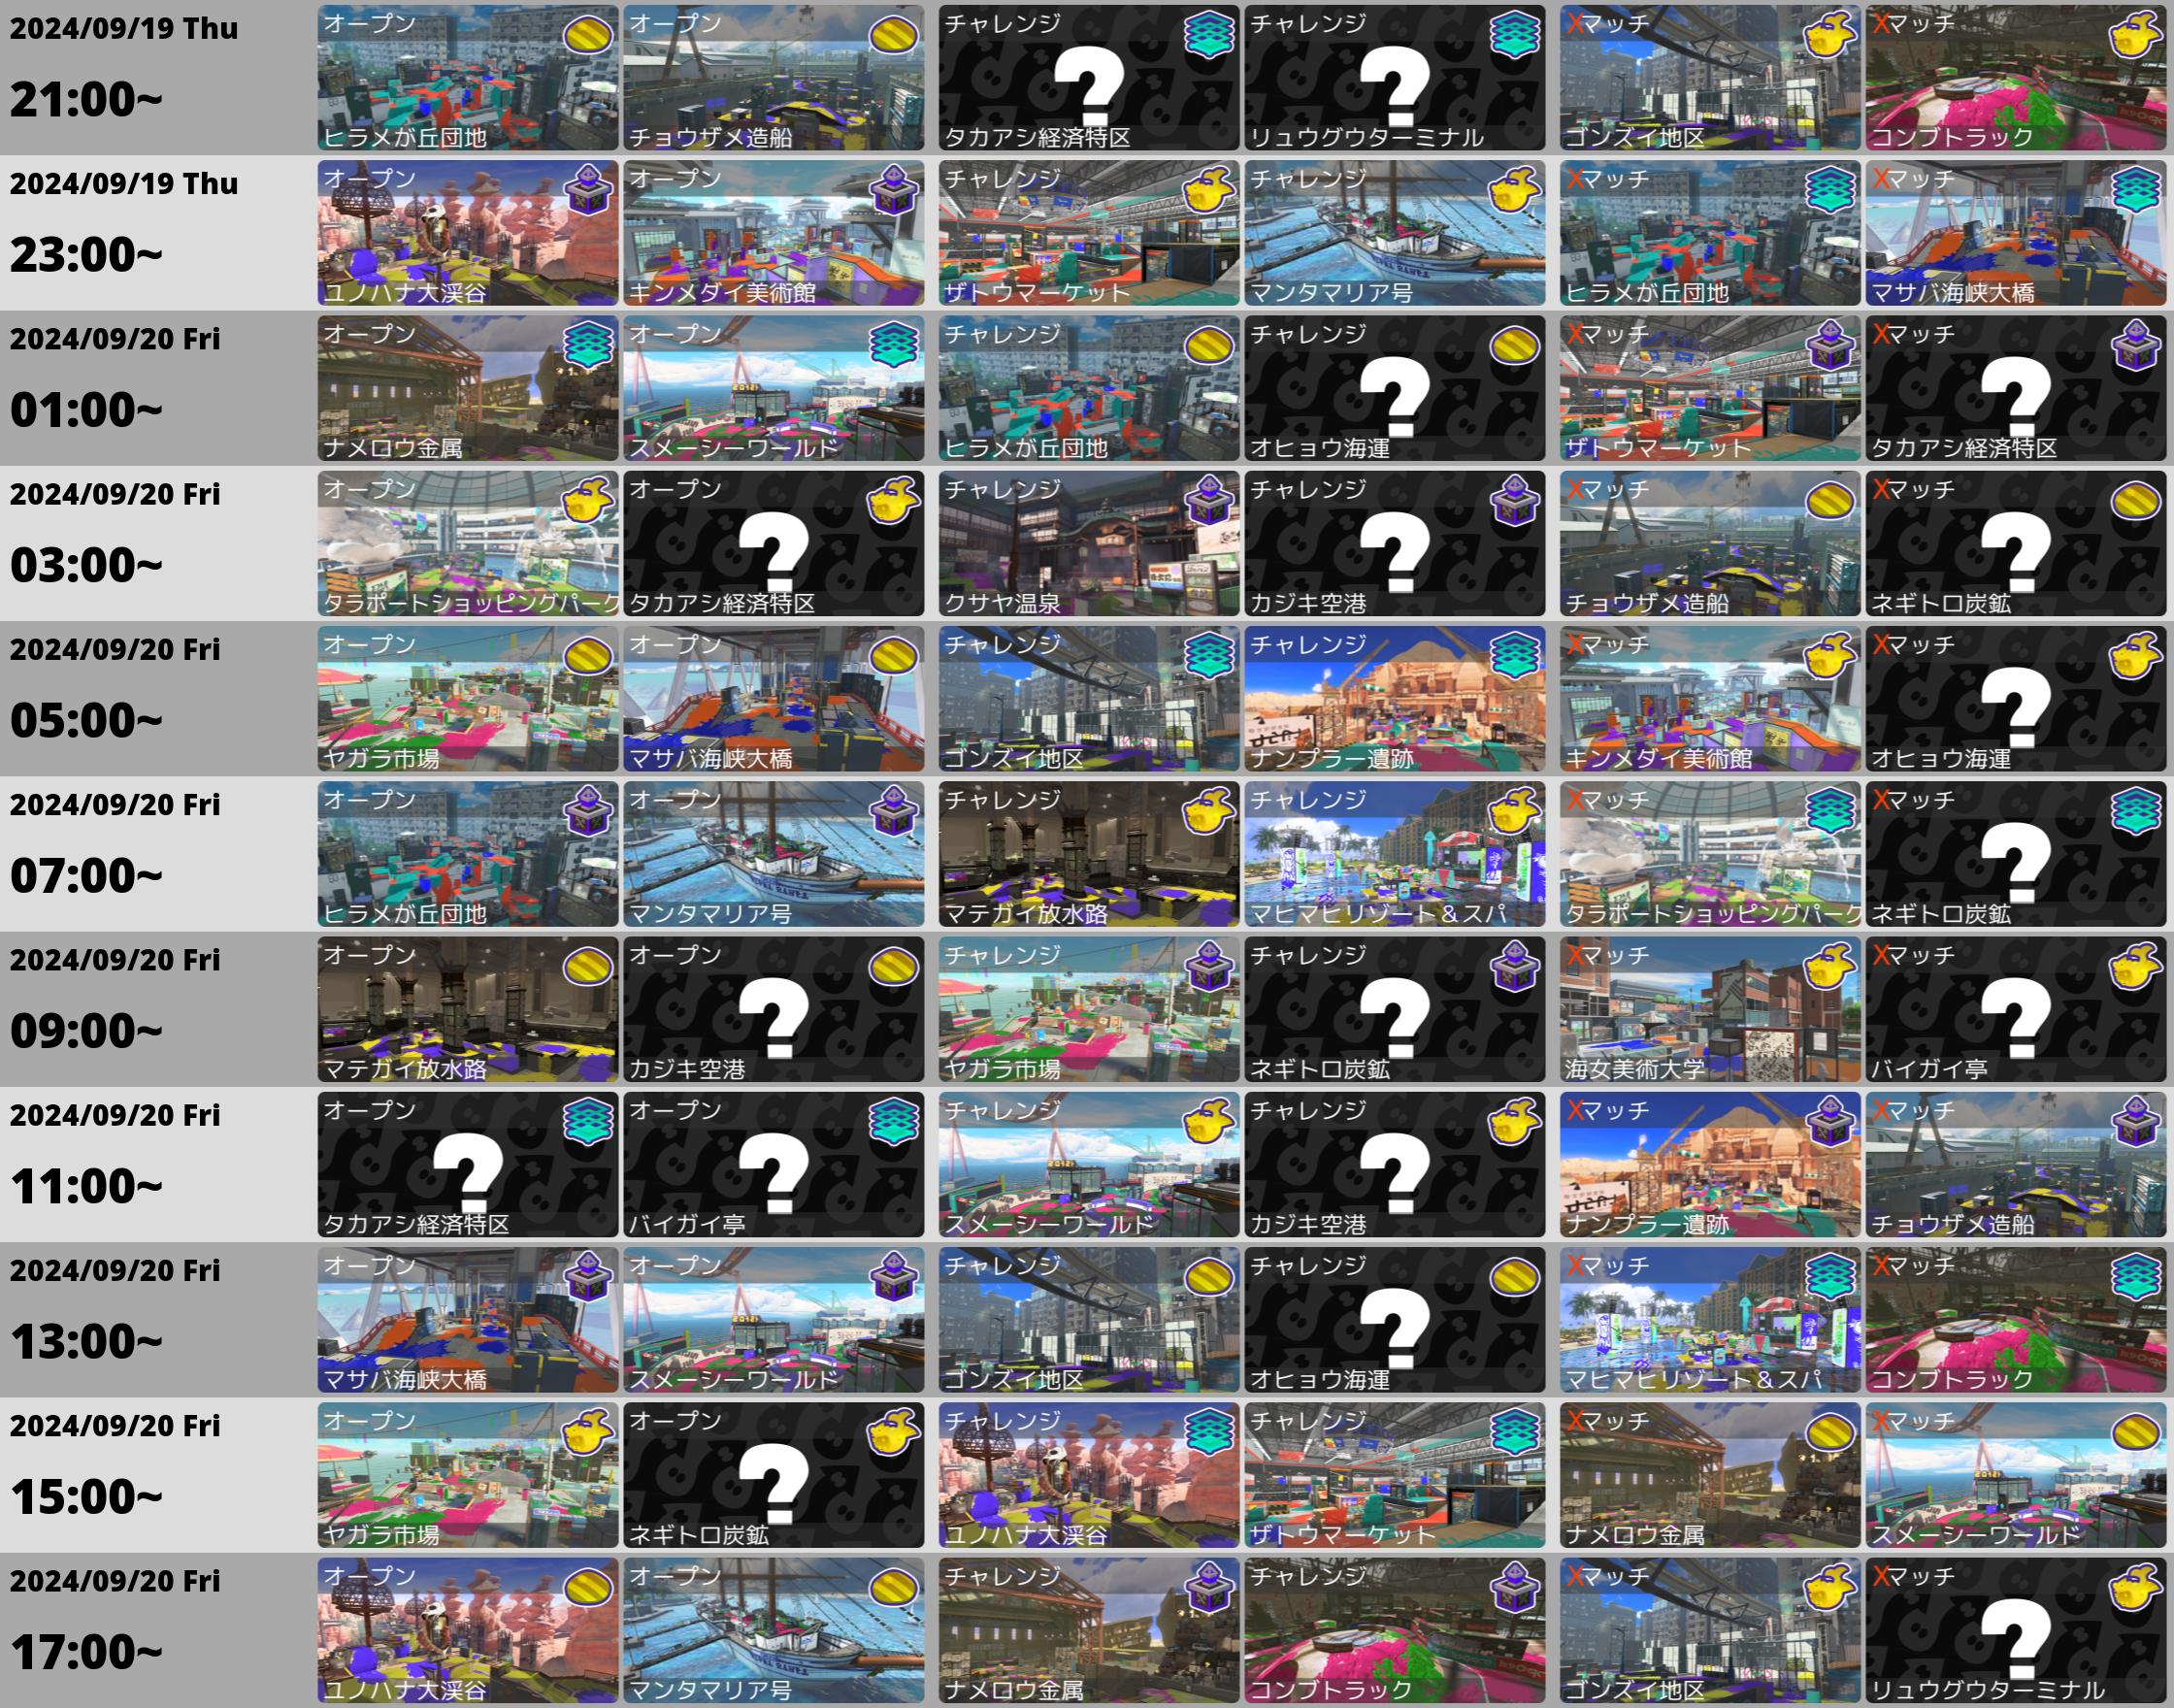 2024/09/19 Thu
21:00~
オープン
ヒラメが丘団地
オープン
チョウザメ造船
チャレンジ
?
タカアシ経済特区
チャレンジ
?
リュウグウターミナル
Xマッチ
ゴンズイ地区
Xマッチ
コンブトラック
2024/09/19 Thu
23:00~
オープン
ユノハナ大渓谷
オープン
キンメダイ美術館
チャレンジ
ザトウマーケット
チャレンジ
マンタマリア号
Xマッチ
ヒラメが丘団地
Xマッチ
マサバ海峡大橋
2024/09/20 Fri
01:00~
オープン
ナメロウ金属
オープン
スメーシーワールド
チャレンジ
ヒラメが丘団地
チャレンジ
?
オヒョウ海運
Xマッチ
ザトウマーケット
Xマッチ
?
タカアシ経済特区
2024/09/20 Fri
03:00~
オープン
タラポートショッピングパーク
オープン
?
タカアシ経済特区
チャレンジ
クサヤ温泉
チャレンジ
?
カジキ空港
Xマッチ
チョウザメ造船
Xマッチ
?
ネギトロ炭鉱
2024/09/20 Fri
05:00~
オープン
ヤガラ市場
オープン
マサバ海峡大橋
チャレンジ
ゴンズイ地区
チャレンジ
ナンプラー遺跡
Xマッチ
キンメダイ美術館
Xマッチ
?
オヒョウ海運
2024/09/20 Fri
07:00~
オープン
ヒラメが丘団地
オープン
マンタマリア号
チャレンジ
マテガイ放水路
チャレンジ
マヒマヒリゾート&スパ
Xマッチ
タラポートショッピングパーク
Xマッチ
?
ネギトロ炭鉱
2024/09/20 Fri
09:00~
オープン
マテガイ放水路
オープン
?
カジキ空港
チャレンジ
ヤガラ市場
チャレンジ
?
ネギトロ炭鉱
Xマッチ
海女美術大学
Xマッチ
?
バイガイ亭
2024/09/20 Fri
11:00~
オープン
?
タカアシ経済特区
オープン
?
バイガイ亭
チャレンジ
スメーシーワールド
チャレンジ
?
カジキ空港
Xマッチ
ナンプラー遺跡
Xマッチ
チョウザメ造船
2024/09/20 Fri
13:00~
オープン
マサバ海峡大橋
オープン
スメーシーワールド
チャレンジ
ゴンズイ地区
チャレンジ
?
オヒョウ海運
Xマッチ
マヒマヒリゾート&スパ
Xマッチ
コンブトラック
2024/09/20 Fri
15:00~
オープン
ヤガラ市場
オープン
?
ネギトロ炭鉱
チャレンジ
ユノハナ大渓谷
チャレンジ
ザトウマーケット
Xマッチ
ナメロウ金属
Xマッチ
スメーシーワールド
2024/09/20 Fri
17:00~
オープン
ユノハナ大渓谷
オープン
マンタマリア号
チャレンジ
ナメロウ金属
チャレンジ
コンブトラック
Xマッチ
ゴンズイ地区
Xマッチ
?
リュウグウターミナル